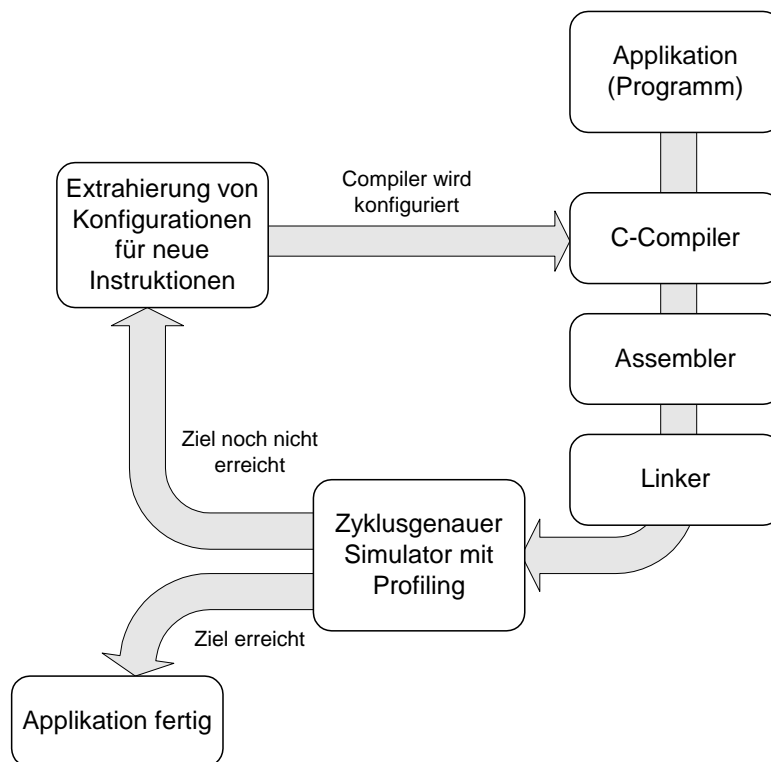 Applikation
(Programm)
Extrahierung von
Konfigurationen
für neue
Instruktionen
Compiler wird
konfiguriert
C-Compiler
Assembler
Ziel noch nicht
erreicht
Linker
Zyklusgenauer
Simulator mit
Profiling
Ziel erreicht
Applikation fertig